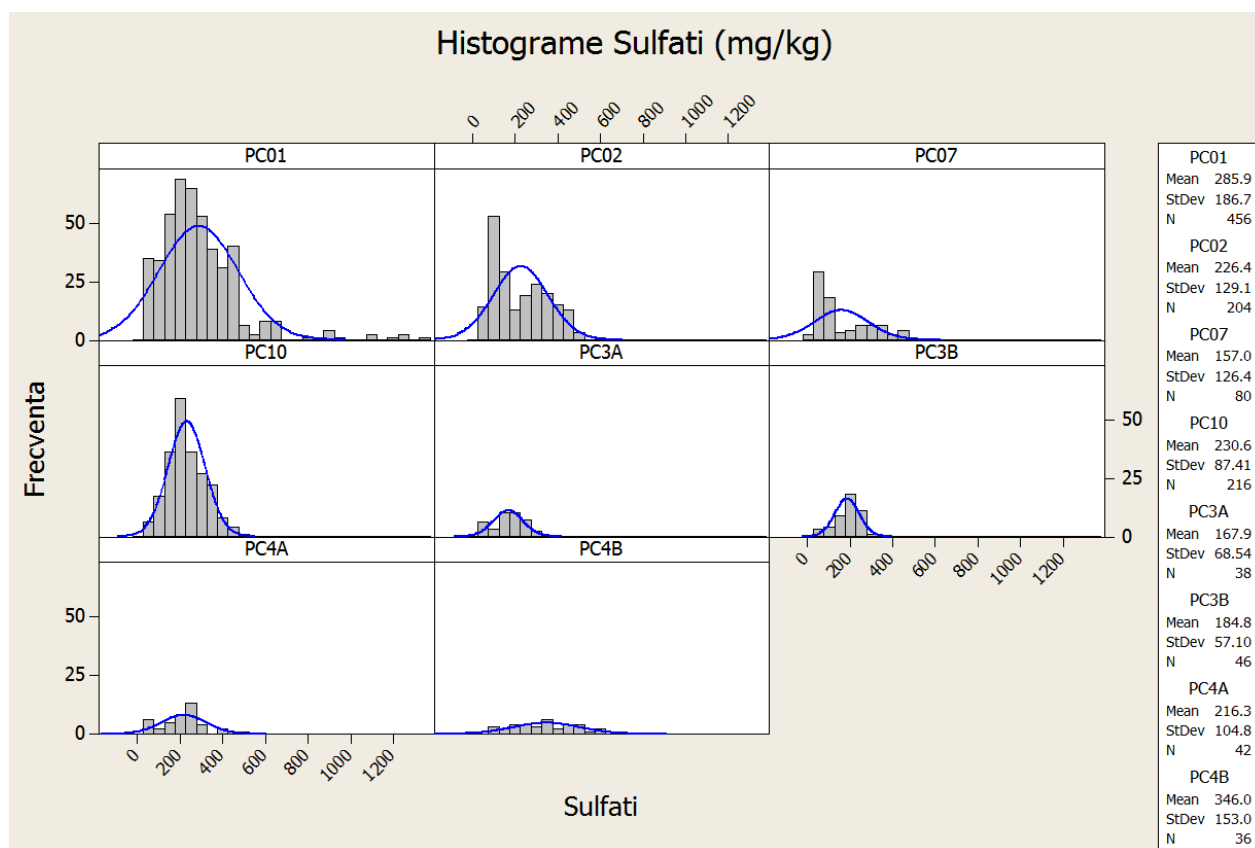 Histograme Sulfati (mg/kg)
0 200 400 600 800 1000 1200
PC01 PC02 PC07
50
25
0
PC10 PC3A PC3B
50
25
0
PC4A PC4B
0 200 400 600 800 1000 1200
50
25
0
0 200 400 600 800 1000 1200
Frecventa
Sulfati
PC01
Mean 285.9
StDev 186.7
N 456
PC02
Mean 226.4
StDev 129.1
N 204
PC07
Mean 157.0
StDev 126.4
N 80
PC10
Mean 230.6
StDev 87.41
N 216
PC3A
Mean 167.9
StDev 68.54
N 38
PC3B
Mean 184.8
StDev 57.10
N 46
PC4A
Mean 216.3
StDev 104.8
N 42
PC4B
Mean 346.0
StDev 153.0
N 36